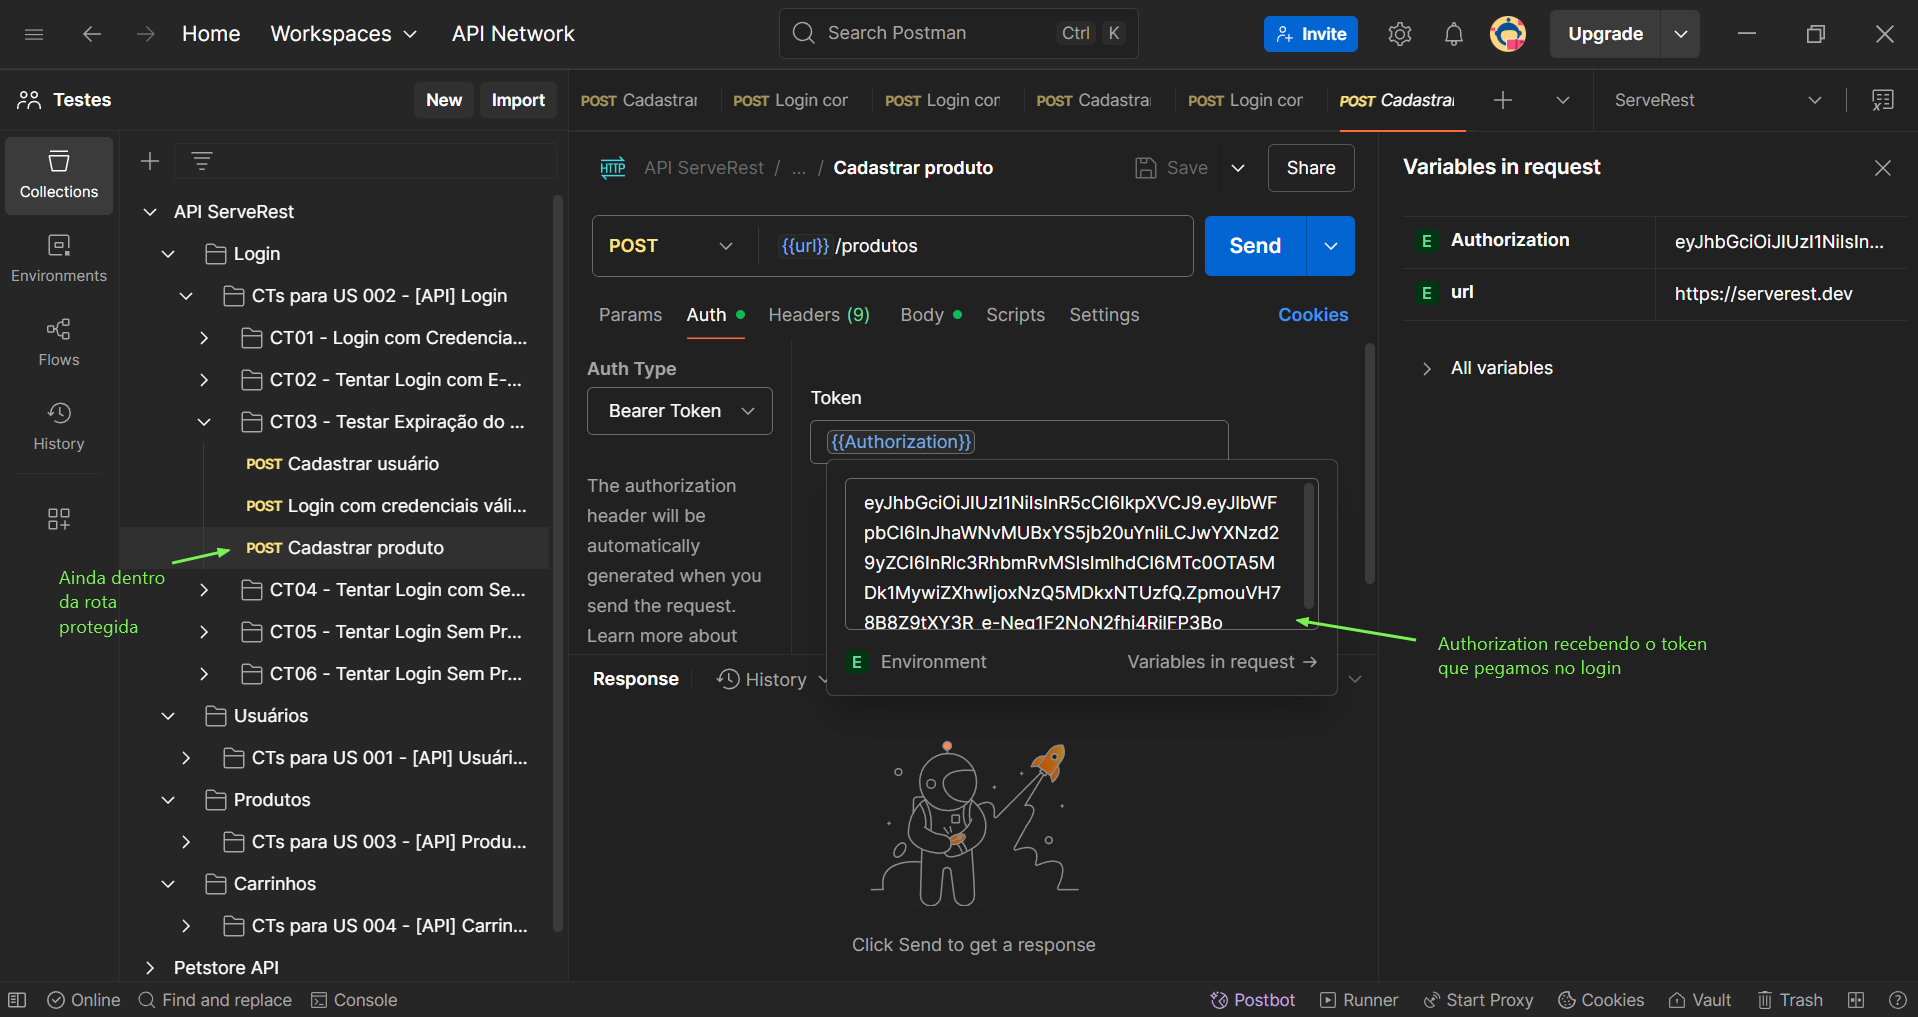 Home Workspaces API Network Search Postman Ctrl K Invite Upgrade
Testes New Import
POST Cadastrar POST Login cor POST Login cor POST Cadastra POST Login cor POST Cadastra ServeRest
Collections
Environments
Flows
History
API ServeRest
Login
CTs para US 002 - [API] Login
CT01 - Login com Credencia...
CT02 - Tentar Login com E-...
CT03 - Testar Expiração do ...
POST Cadastrar usuário
POST Login com credenciais váli...
POST Cadastrar produto
CT04 - Tentar Login com Se...
CT05 - Tentar Login Sem Pr...
CT06 - Tentar Login Sem Pr...
Usuários
CTs para US 001 - [API] Usuári...
Produtos
CTs para US 003 - [API] Produ...
Carrinhos
CTs para US 004 - [API] Carrin...
Petstore API
Ainda dentro
da rota
protegida
HTTP API ServeRest / ... / Cadastrar produto Save Share
POST {{url}} /produtos Send
Params Auth Headers (9) Body Scripts Settings Cookies
Auth Type
Bearer Token
The authorization
header will be
automatically
generated when you
send the request.
Learn more about
Token
{{Authorization}}
eyJhbGciOiJIUzI1NiIsInR5cCI6IkpXVCJ9.eyJlbWF
pbCI6InJhaWNvMUBxYS5jb20uYnIiLCJwYXNzd2
9yZCI6InRlc3RhbmRvMSIsImlhdCI6MTc0OTA5M
Dk1MywiZXhwIjoxNzQ5MDkxNTUzfQ.ZpmouVH7
8B8Z9tXY3R_e-Neq1F2NoN2fhi4RilFP3Bo
E Environment Variables in request →
Response History
Click Send to get a response
Variables in request
E Authorization eyJhbGciOiJIUzI1NiIsIn...
E url https://serverest.dev
All variables
Authorization recebendo o token
que pegamos no login
Online Find and replace Console Postbot Runner Start Proxy Cookies Vault Trash